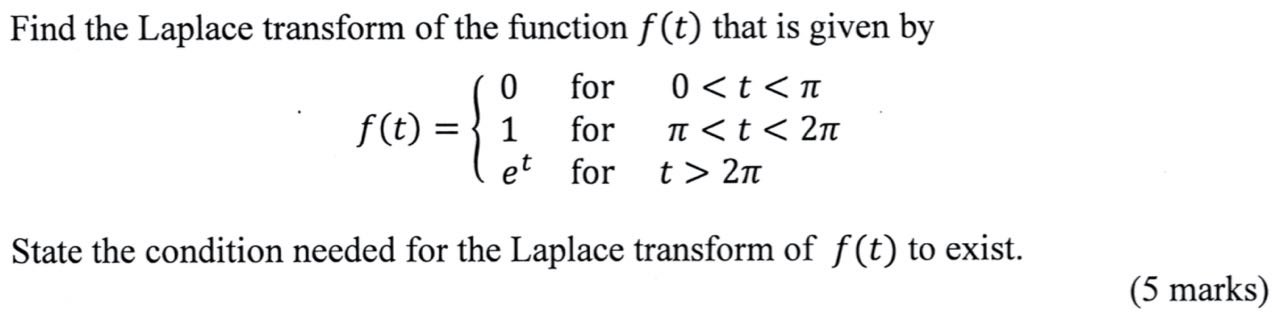 Find the Laplace transform of the function f(t) that is given by
f(t) = { 0 for 0 < t < π
1 for π < t < 2π
e^t for t > 2π
State the condition needed for the Laplace transform of f(t) to exist.
(5 marks)